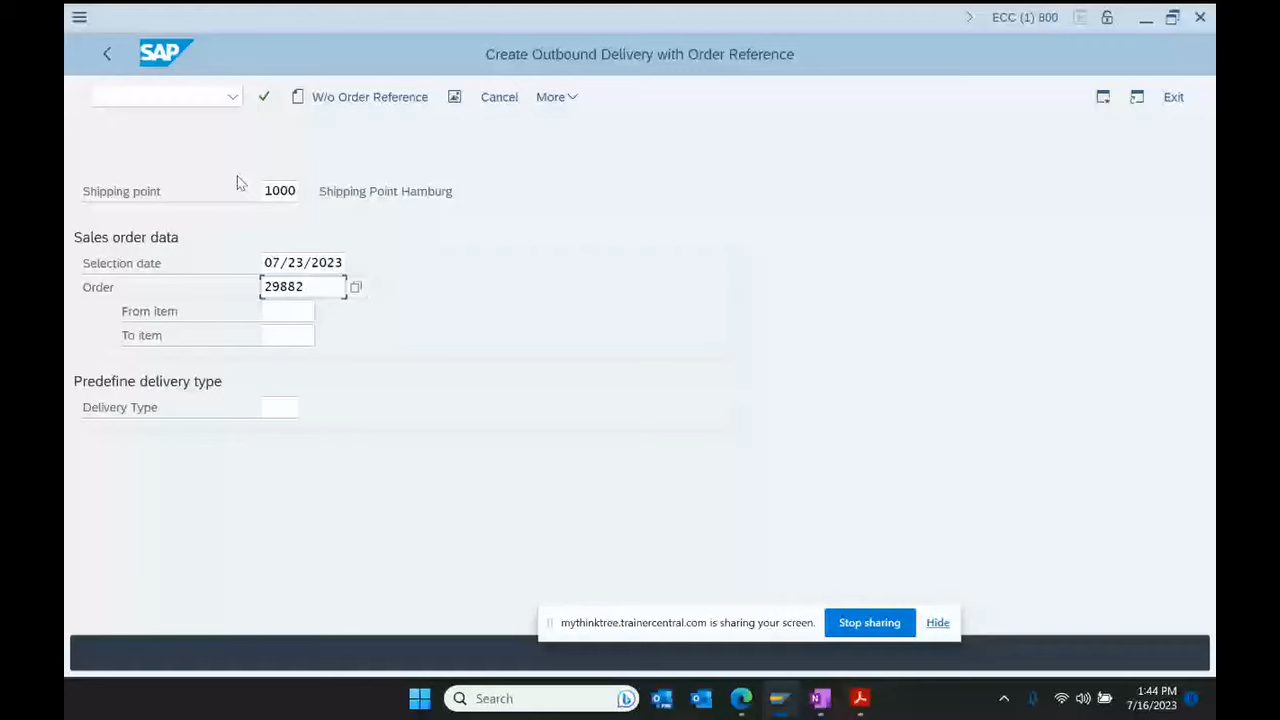 ECC (1) 800
SAP
Create Outbound Delivery with Order Reference
W/o Order Reference
Cancel
More
Exit
Shipping point 1000 Shipping Point Hamburg
Sales order data
Selection date 07/23/2023
Order 29882
From item
To item
Predefine delivery type
Delivery Type
mythinktree.trainercentral.com is sharing your screen. Stop sharing Hide
Search
1:44 PM
7/16/2023